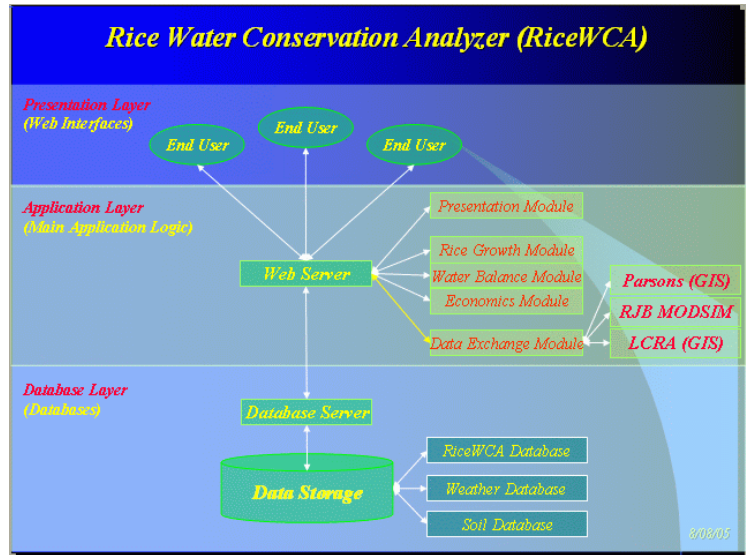 Rice Water Conservation Analyzer (RiceWCA)
Presentation Layer
(Web Interfaces)
End User
End User
End User
Application Layer
(Main Application Logic)
Presentation Module
Rice Growth Module
Web Server
Water Balance Module
Economics Module
Data Exchange Module
Parsons (GIS)
RJB MODSIM
LCRA (GIS)
Database Layer
(Databases)
Database Server
Data Storage
RiceWCA Database
Weather Database
Soil Database
8/08/05